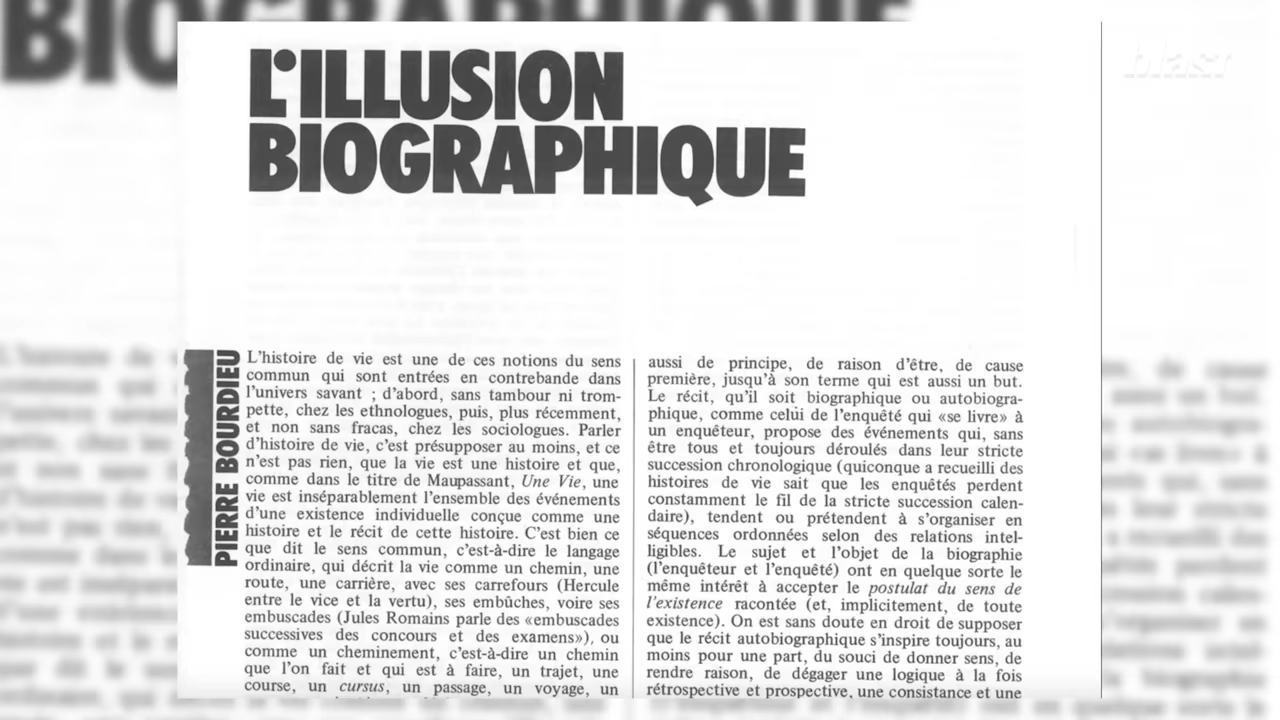 L'ILLUSION
BIOGRAPHIQUE
PIERRE BOURDIEU
L'histoire de vie est une de ces notions du sens
commun qui sont entrées en contrebande dans
l'univers savant ; d'abord, sans tambour ni trom-
pette, chez les ethnologues, puis, plus récemment,
et non sans fracas, chez les sociologues. Parler
d'histoire de vie, c'est présupposer au moins, et ce
n'est pas rien, que la vie est une histoire et que,
comme dans le titre de Maupassant, Une Vie, une
vie est inséparablement l'ensemble des événements
d'une existence individuelle conçue comme une
histoire et le récit de cette histoire. C'est bien ce
que dit le sens commun, c'est-à-dire le langage
ordinaire, qui décrit la vie comme un chemin, une
route, une carrière, avec ses carrefours (Hercule
entre le vice et la vertu), ses embûches, voire ses
embuscades (Jules Romains parle des «embuscades
successives des concours et des examens»), ou
comme un cheminement, c'est-à-dire un chemin
que l'on fait et qui est à faire, un trajet, une
course, un cursus, un passage, un voyage, un
aussi de principe, de raison d'être, de cause
première, jusqu'à son terme qui est aussi un but.
Le récit, qu'il soit biographique ou autobiogra-
phique, comme celui de l'enquêté qui «se livre» à
un enquêteur, propose des événements qui, sans
être tous et toujours déroulés dans leur stricte
succession chronologique (quiconque a recueilli des
histoires de vie sait que les enquêtés perdent
constamment le fil de la stricte succession calen-
daire), tendent ou prétendent à s'organiser en
séquences ordonnées selon des relations intel-
ligibles. Le sujet et l'objet de la biographie
(l'enquêteur et l'enquêté) ont en quelque sorte le
même intérêt à accepter le postulat du sens de
l'existence racontée (et, implicitement, de toute
existence). On est sans doute en droit de supposer
que le récit autobiographique s'inspire toujours, au
moins pour une part, du souci de donner sens, de
rendre raison, de dégager une logique à la fois
rétrospective et prospective, une consistance et une
blast